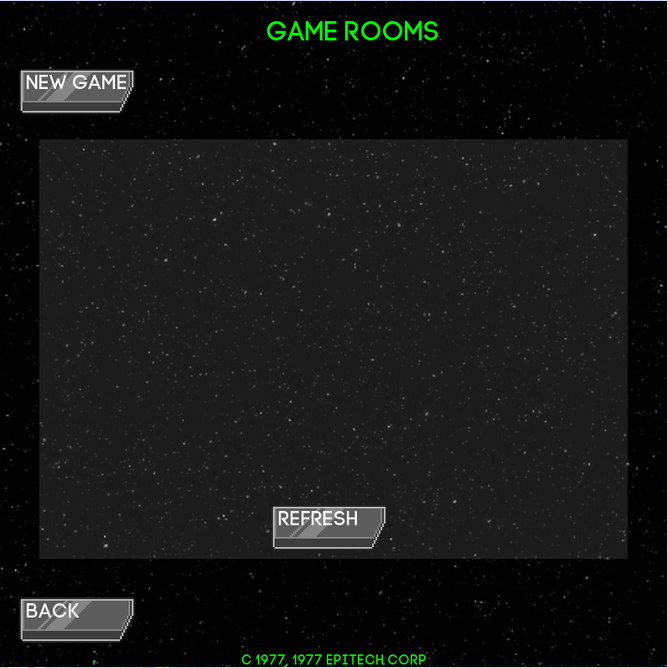 GAME ROOMS
NEW GAME
REFRESH
BACK
C 1977, 1977 EPITECH CORP